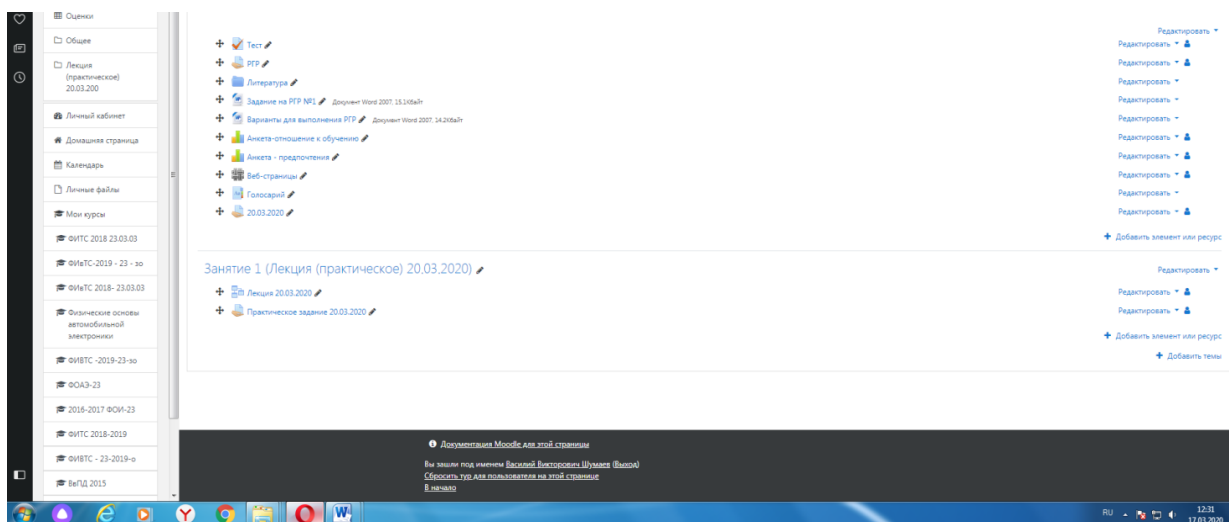 Оценки
Общее
Лекция
(практическое)
20.03.200
Личный кабинет
Домашняя страница
Календарь
Личные файлы
Мои курсы
ФИТС 2018 23.03.03
ФИвТС-2019 - 23 - зо
ФИвТС 2018- 23.03.03
Физические основы
автомобильной
электроники
ФИВТС -2019-23-зо
ФОАЭ-23
2016-2017 ФОИ-23
ФИТС 2018-2019
ФИВТС - 23-2019-о
ВеПД 2015
Редактировать
Тест Редактировать
РГР Редактировать
Литература Редактировать
Задание на РГР №1 Документ Word 2007, 15.1Кбайт Редактировать
Варианты для выполнения РГР Документ Word 2007, 14.2Кбайт Редактировать
Анкета-отношение к обучению Редактировать
Анкета - предпочтения Редактировать
Веб-страницы Редактировать
Голосарий Редактировать
20.03.2020 Редактировать
Добавить элемент или ресурс
Занятие 1 (Лекция (практическое) 20,03,2020) Редактировать
Лекция 20.03.2020 Редактировать
Практическое задание 20.03.2020 Редактировать
Добавить элемент или ресурс
Добавить темы
Документация Moodle для этой страницы
Вы зашли под именем Василий Викторович Шумаев (Выход)
Сбросить тур для пользователя на этой странице
В начало
RU 12:31
17.03.2020